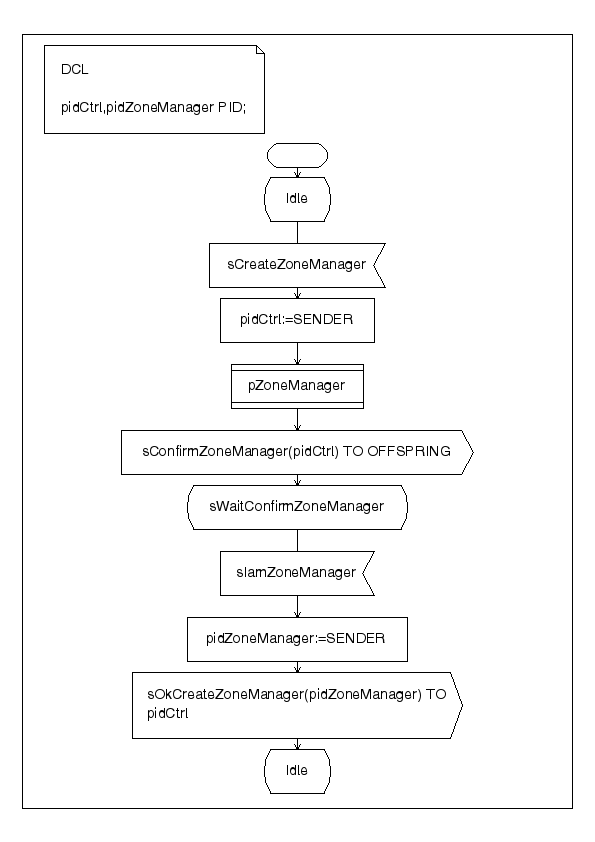 DCL
pidCtrl,pidZoneManager PID;
Idle
sCreateZoneManager
pidCtrl:=SENDER
pZoneManager
sConfirmZoneManager(pidCtrl) TO OFFSPRING
sWaitConfirmZoneManager
sIamZoneManager
pidZoneManager:=SENDER
sOkCreateZoneManager(pidZoneManager) TO
pidCtrl
Idle